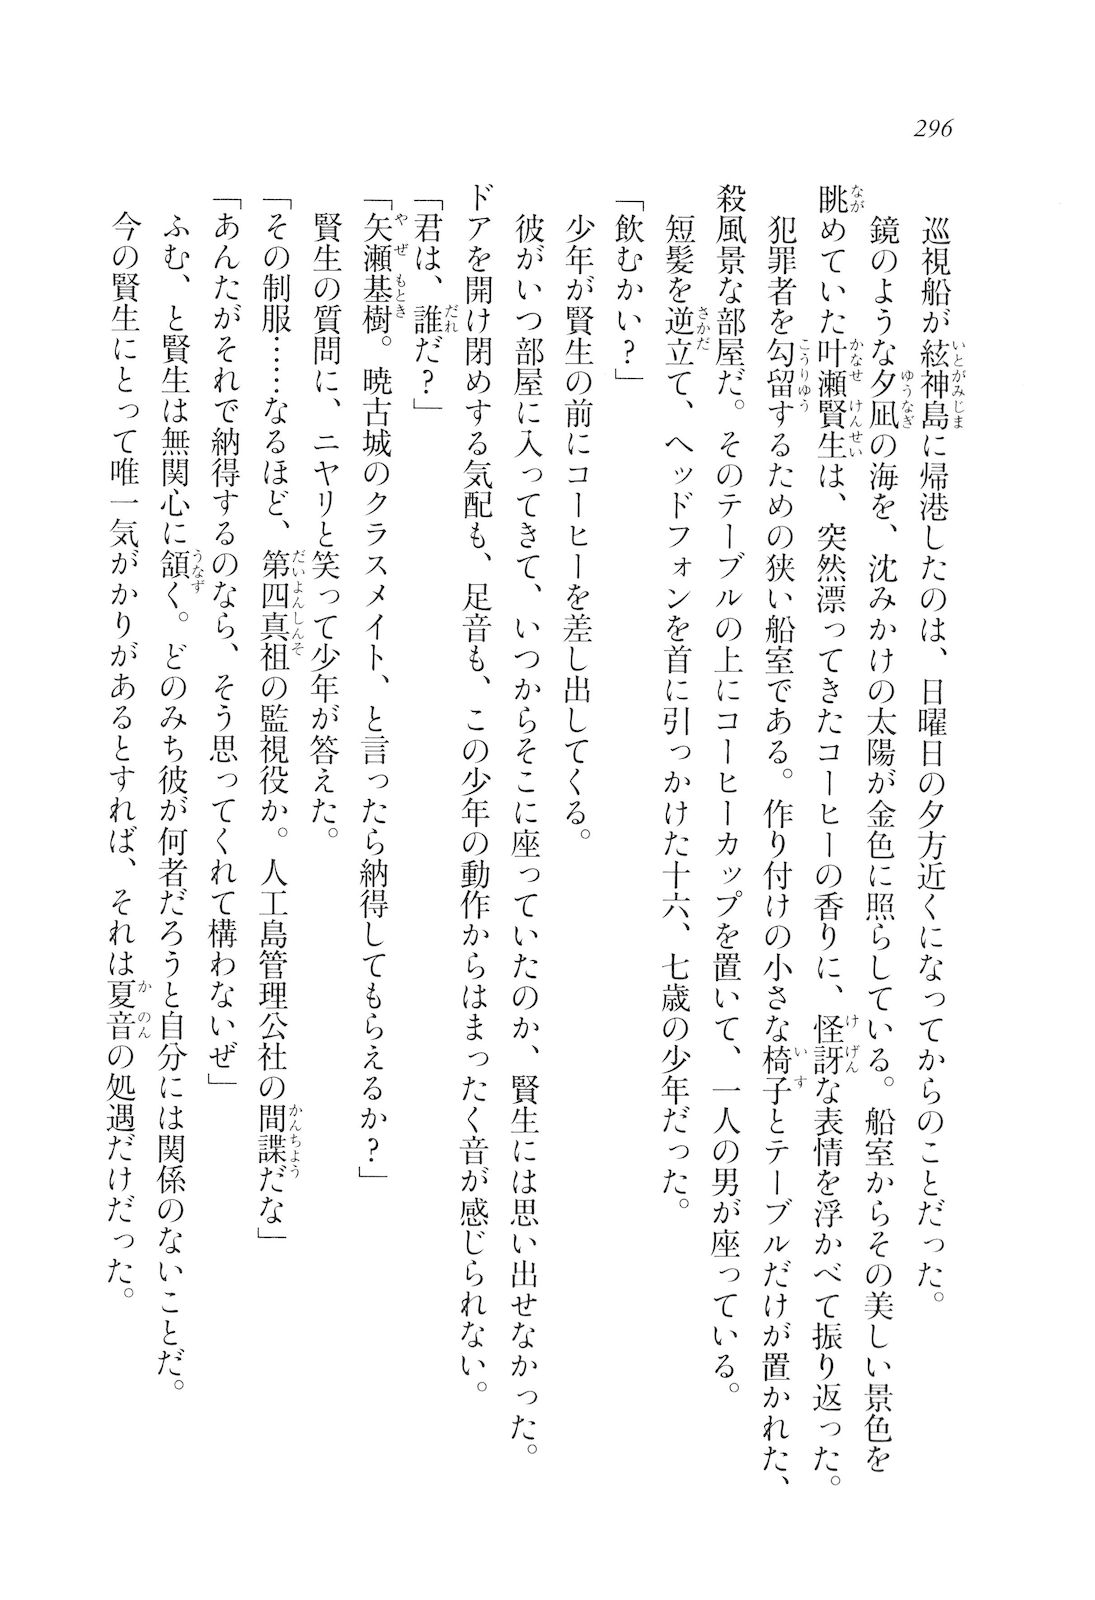 296
巡視船が絃神島に帰港したのは、日曜日の夕方近くになってからのことだった。
鏡のような夕凪の海を、沈みかけの太陽が金色に照らしている。船室からその美しい景色を
眺めていた叶瀬賢生は、突然漂ってきたコーヒーの香りに、怪訝な表情を浮かべて振り返った。
犯罪者を勾留するための狭い船室である。作り付けの小さな椅子とテーブルだけが置かれた、
殺風景な部屋だ。そのテーブルの上にコーヒーカップを置いて、一人の男が座っている。
短髪を逆立て、ヘッドフォンを首に引っかけた十六、七歳の少年だった。
「飲むかい？」
少年が賢生の前にコーヒーを差し出してくる。
彼がいつ部屋に入ってきて、いつからそこに座っていたのか、賢生には思い出せなかった。
ドアを開け閉めする気配も、足音も、この少年の動作からはまったく音が感じられない。
「君は、誰だ？」
「矢瀬基樹。暁古城のクラスメイト、と言ったら納得してもらえるか？」
賢生の質問に、ニヤリと笑って少年が答えた。
「その制服……なるほど、第四真祖の監視役か。人工島管理公社の間諜だな」
「あんたがそれで納得するのなら、そう思ってくれて構わないぜ」
ふむ、と賢生は無関心に頷く。どのみち彼が何者だろうと自分には関係のないことだ。
今の賢生にとって唯一気がかりがあるとすれば、それは夏音の処遇だけだった。